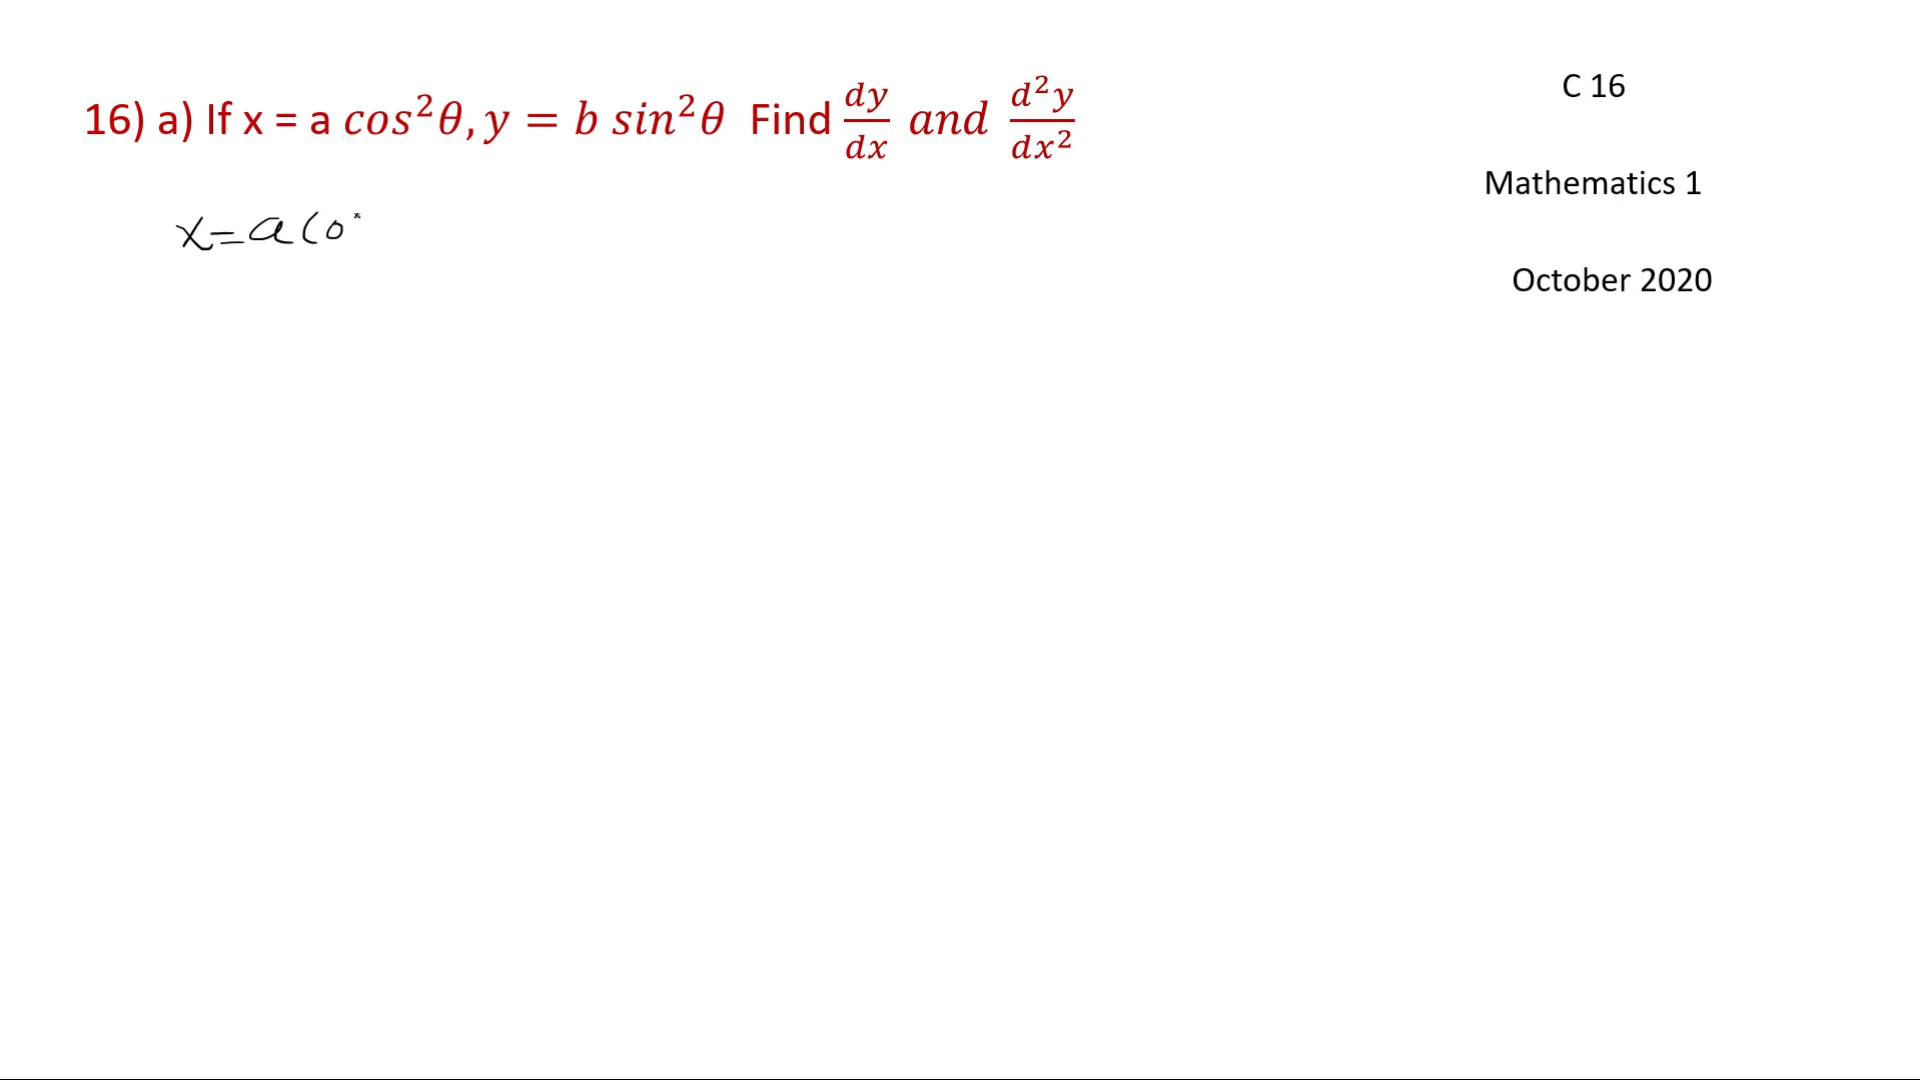 16) a) If x = a cos²θ, y = b sin²θ Find dy/dx and d²y/dx²
x=a co
C 16
Mathematics 1
October 2020